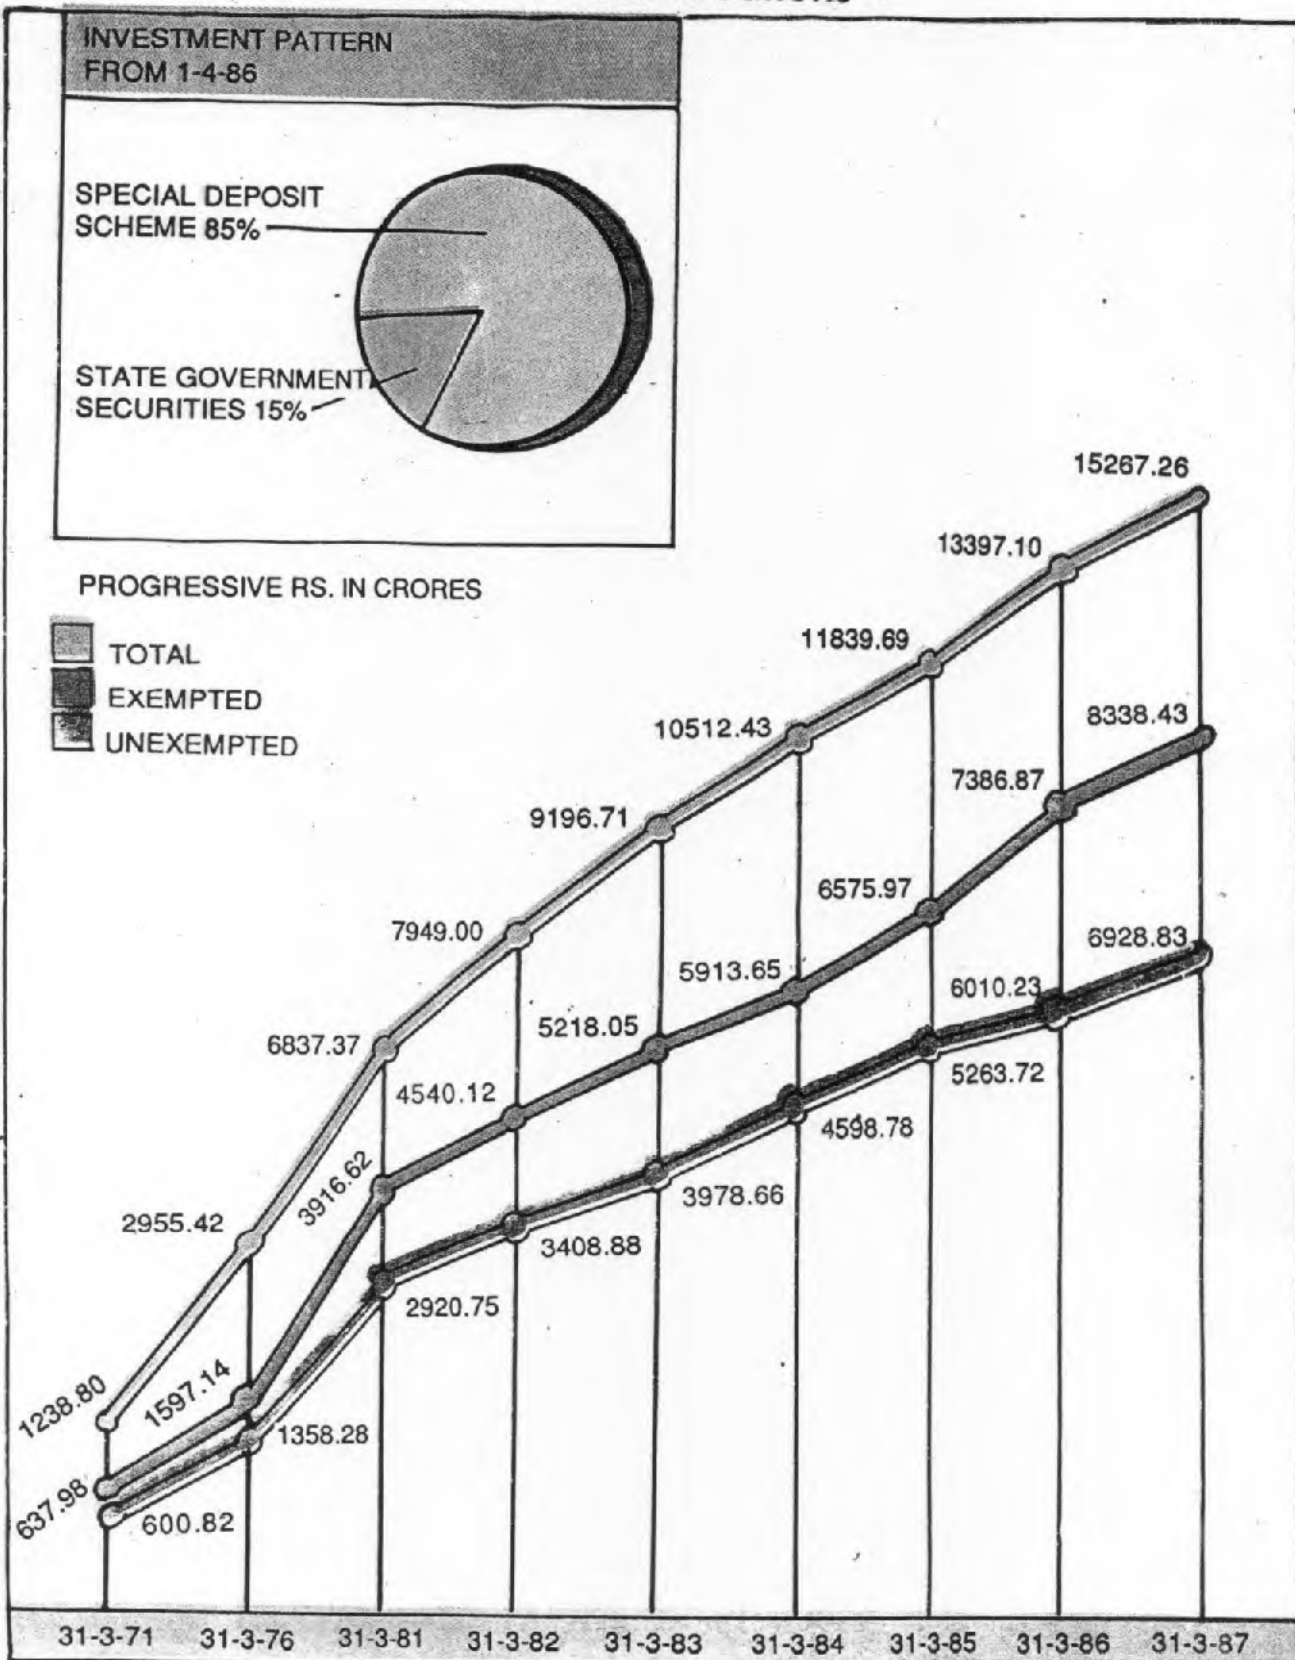 INVESTMENT PATTERN
FROM 1-4-86
SPECIAL DEPOSIT
SCHEME 85%
STATE GOVERNMENT
SECURITIES 15%
PROGRESSIVE RS. IN CRORES
TOTAL
EXEMPTED
UNEXEMPTED
15267.26
13397.10
11839.69
10512.43
9196.71
7949.00
6837.37
2955.42
1238.80
8338.43
7386.87
6575.97
5913.65
5218.05
4540.12
3916.62
1597.14
637.98
6928.83
6010.23
5263.72
4598.78
3978.66
3408.88
2920.75
1358.28
600.82
31-3-71 31-3-76 31-3-81 31-3-82 31-3-83 31-3-84 31-3-85 31-3-86 31-3-87